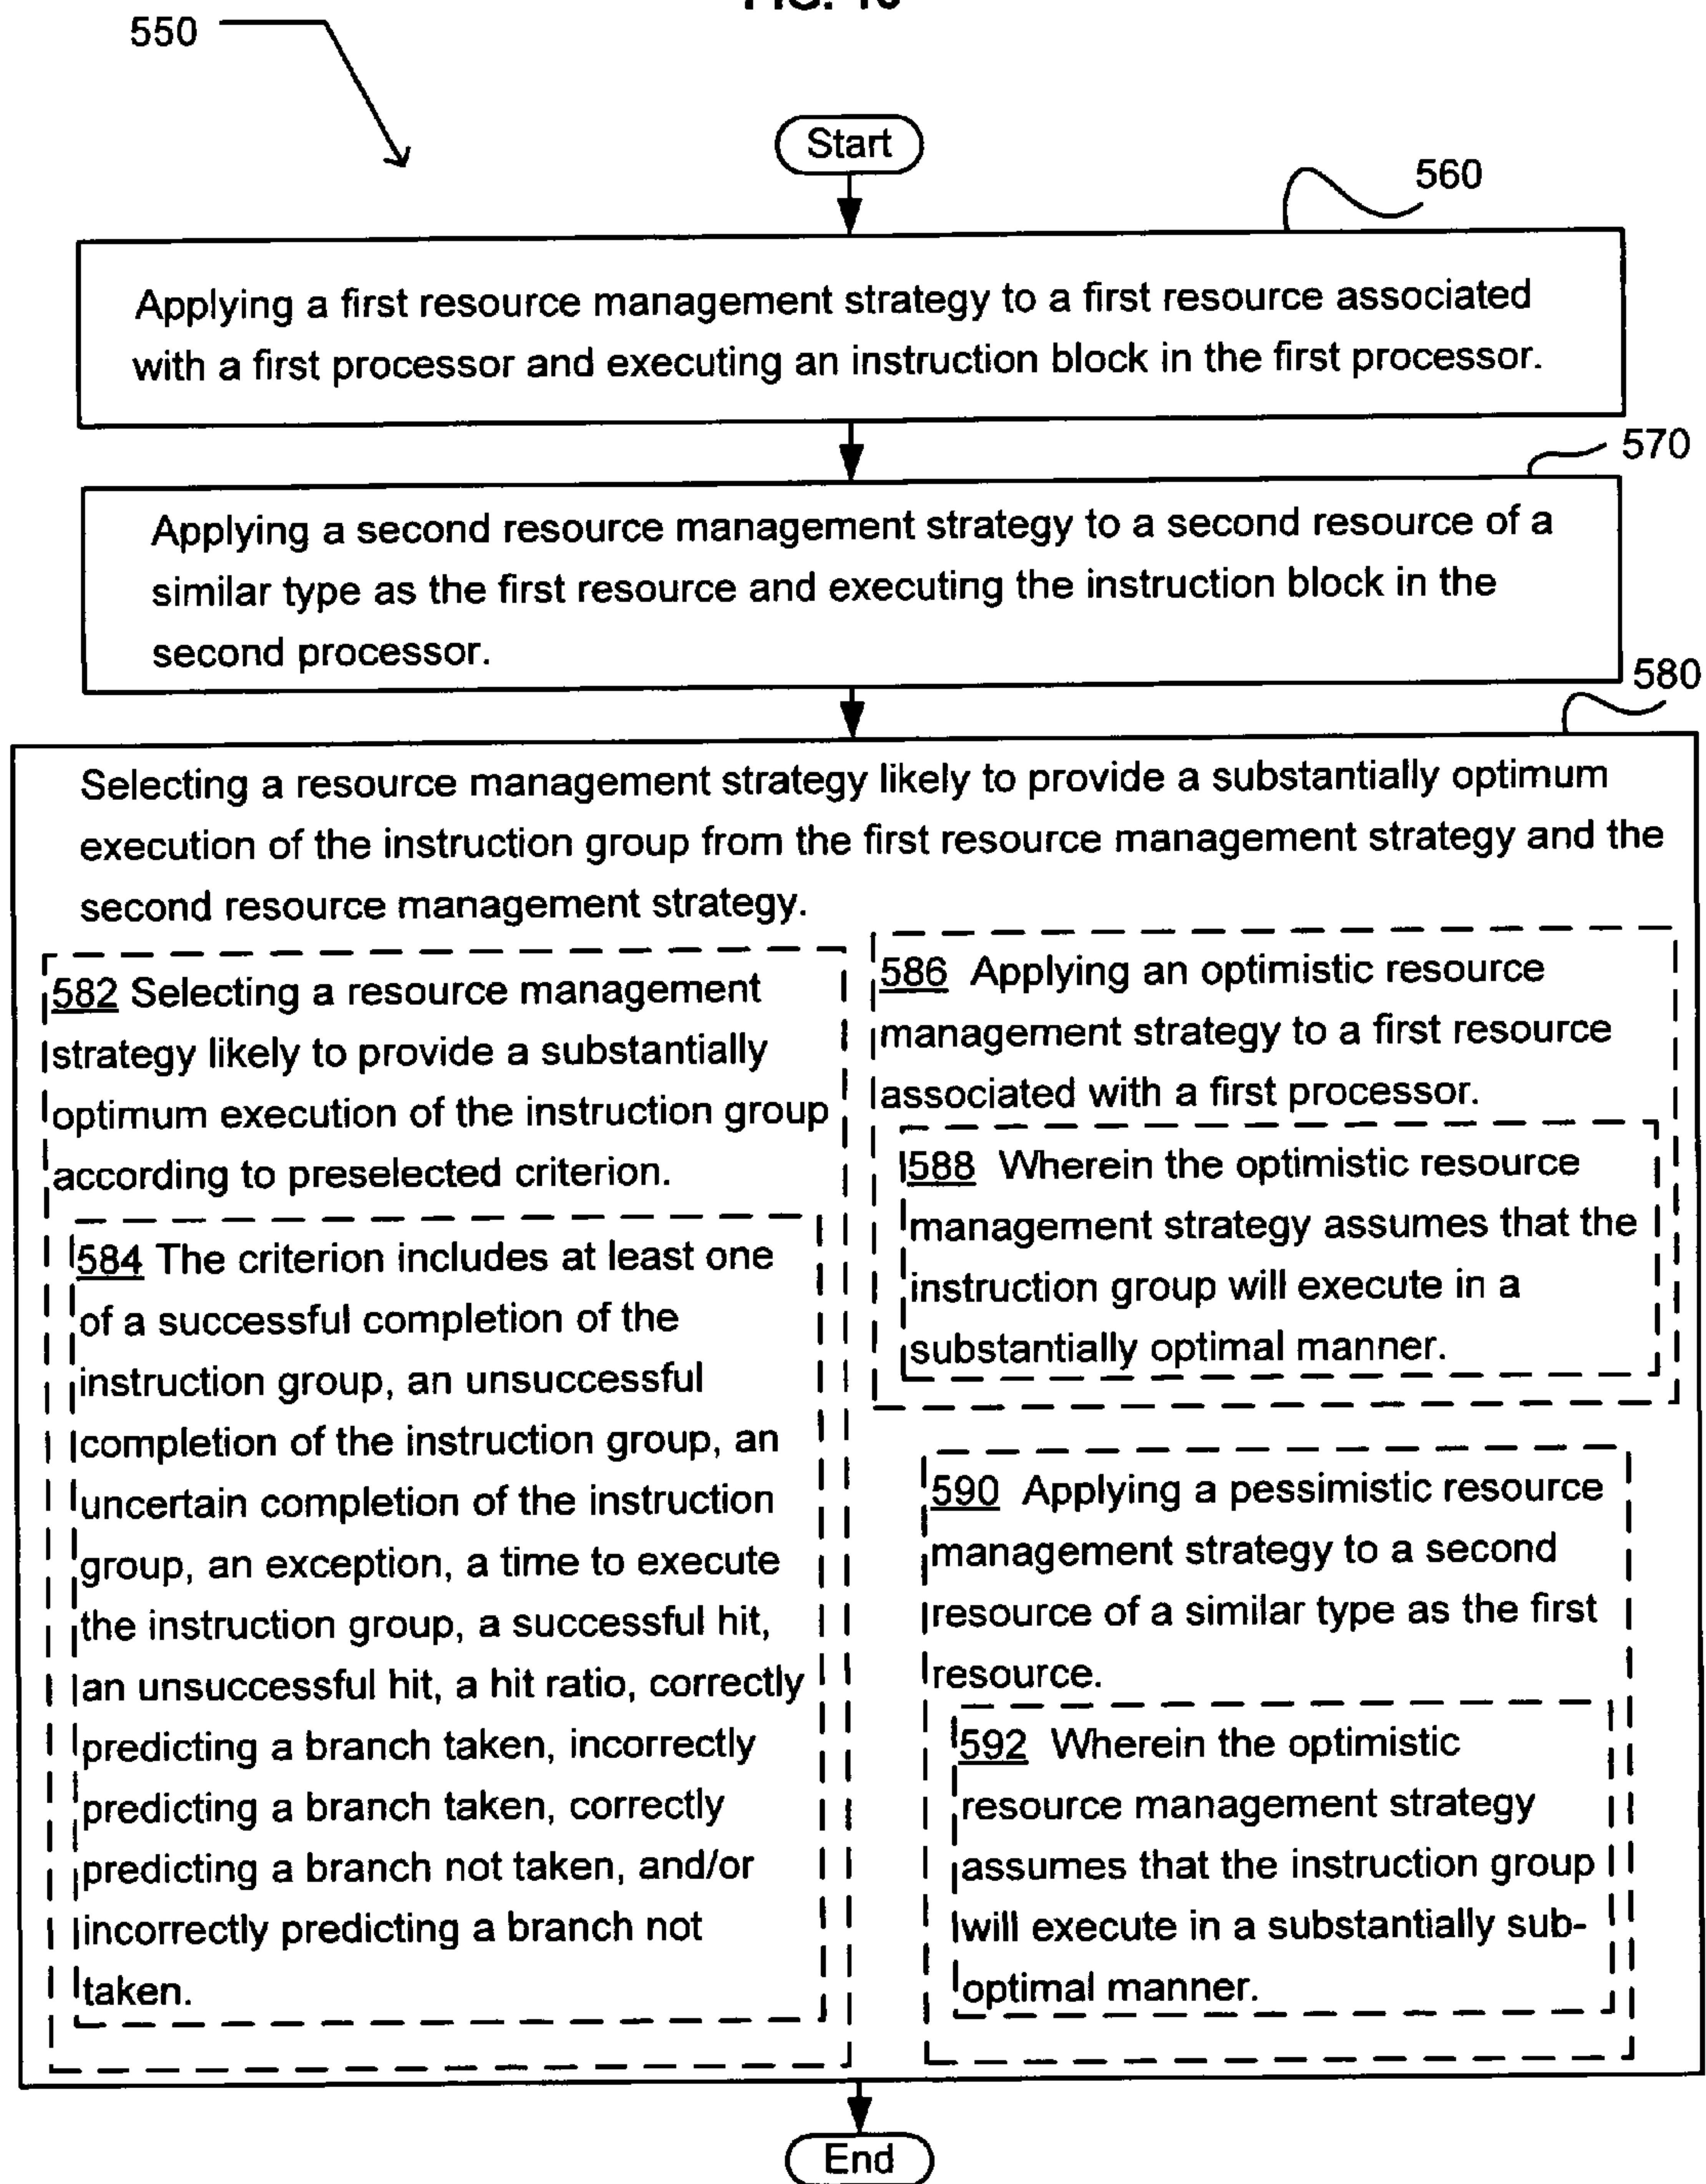 550
Start
560
Applying a first resource management strategy to a first resource associated
with a first processor and executing an instruction block in the first processor.
570
Applying a second resource management strategy to a second resource of a
similar type as the first resource and executing the instruction block in the
second processor.
580
Selecting a resource management strategy likely to provide a substantially optimum
execution of the instruction group from the first resource management strategy and the
second resource management strategy.
582 Selecting a resource management
strategy likely to provide a substantially
optimum execution of the instruction group
according to preselected criterion.
584 The criterion includes at least one
of a successful completion of the
instruction group, an unsuccessful
completion of the instruction group, an
uncertain completion of the instruction
group, an exception, a time to execute
the instruction group, a successful hit,
an unsuccessful hit, a hit ratio, correctly
predicting a branch taken, incorrectly
predicting a branch taken, correctly
predicting a branch not taken, and/or
incorrectly predicting a branch not
taken.
586 Applying an optimistic resource
management strategy to a first resource
associated with a first processor.
588 Wherein the optimistic resource
management strategy assumes that the
instruction group will execute in a
substantially optimal manner.
590 Applying a pessimistic resource
management strategy to a second
resource of a similar type as the first
resource.
592 Wherein the optimistic
resource management strategy
assumes that the instruction group
will execute in a substantially sub-
optimal manner.
End